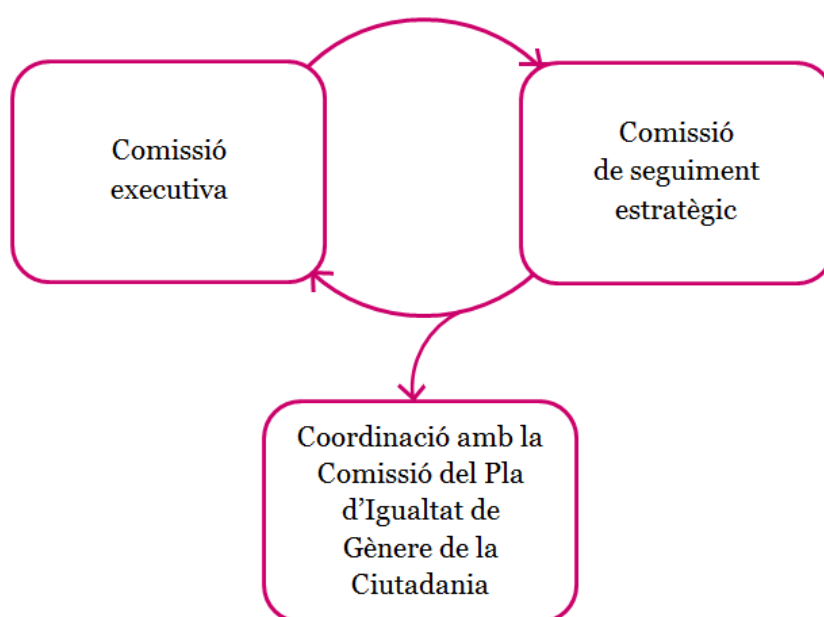 Comissió
executiva
Comissió
de seguiment
estratègic
Coordinació amb la
Comissió del Pla
d’Igualtat de
Gènere de la
Ciutadania